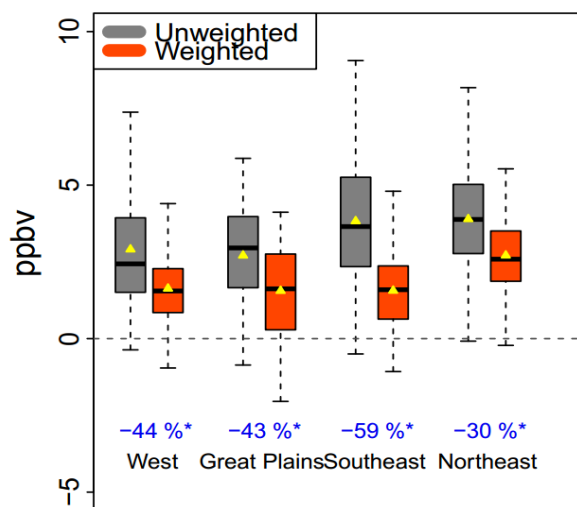 Unweighted
Weighted
10
5
0
−5
ppbv
−44 %* −43 %* −59 %* −30 %*
West Great Plains Southeast Northeast